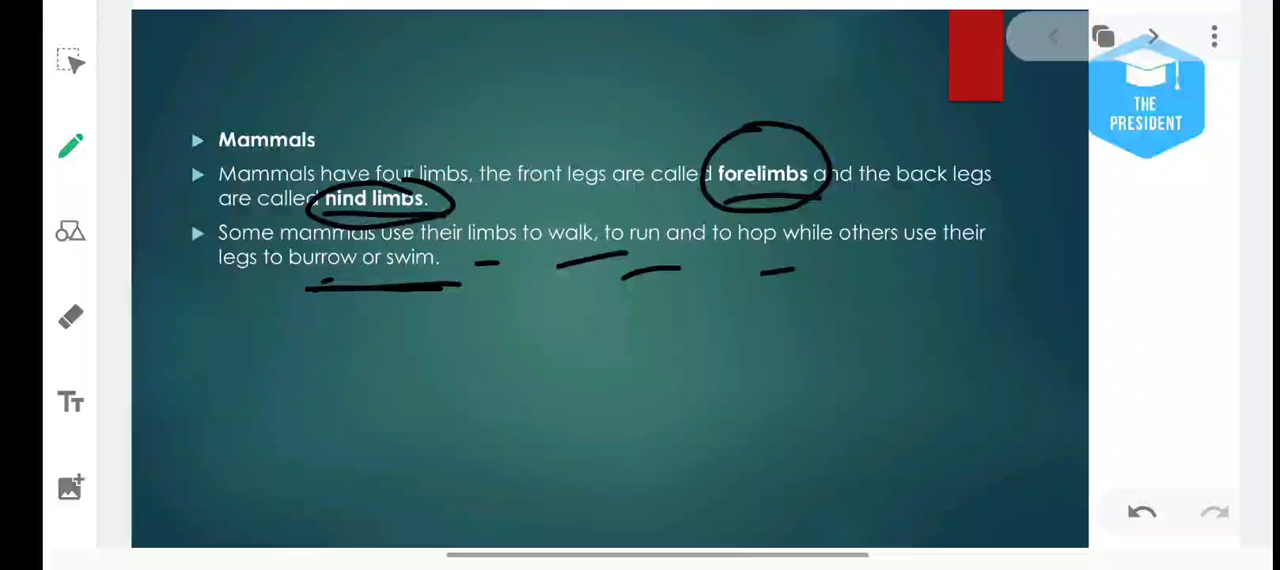 Mammals
Mammals have four limbs, the front legs are called forelimbs and the back legs
are called nind limbs.
Some mammals use their limbs to walk, to run and to hop while others use their
legs to burrow or swim.
THE
PRESIDENT
Tт